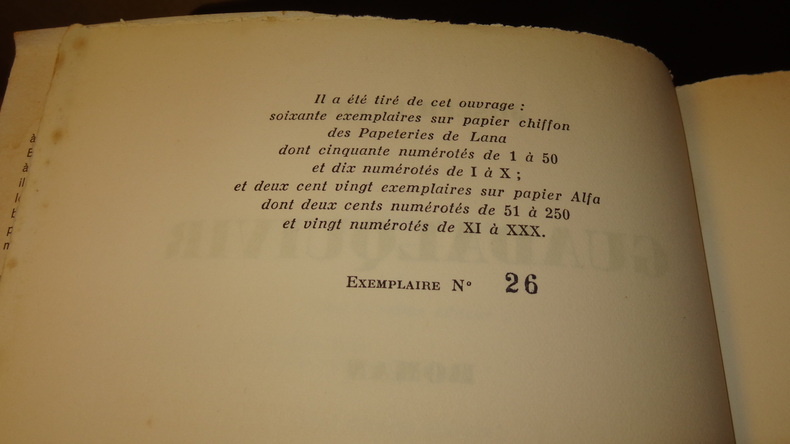 Il a été tiré de cet ouvrage :
soixante exemplaires sur papier chiffon
des Papeteries de Lana
dont cinquante numérotés de 1 à 50
et dix numérotés de I à X ;
et deux cent vingt exemplaires sur papier Alfa
dont deux cents numérotés de 51 à 250
et vingt numérotés de XI à XXX.
EXEMPLAIRE N° 26
GUADALQUIVIR
ROMAN